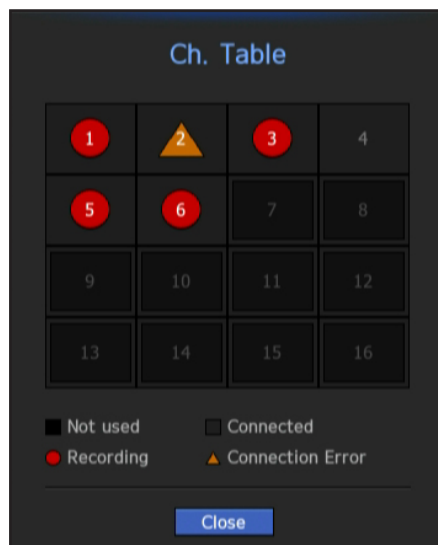 Ch. Table
1 2 3 4
5 6 7 8
9 10 11 12
13 14 15 16
Not used Connected
Recording Connection Error
Close